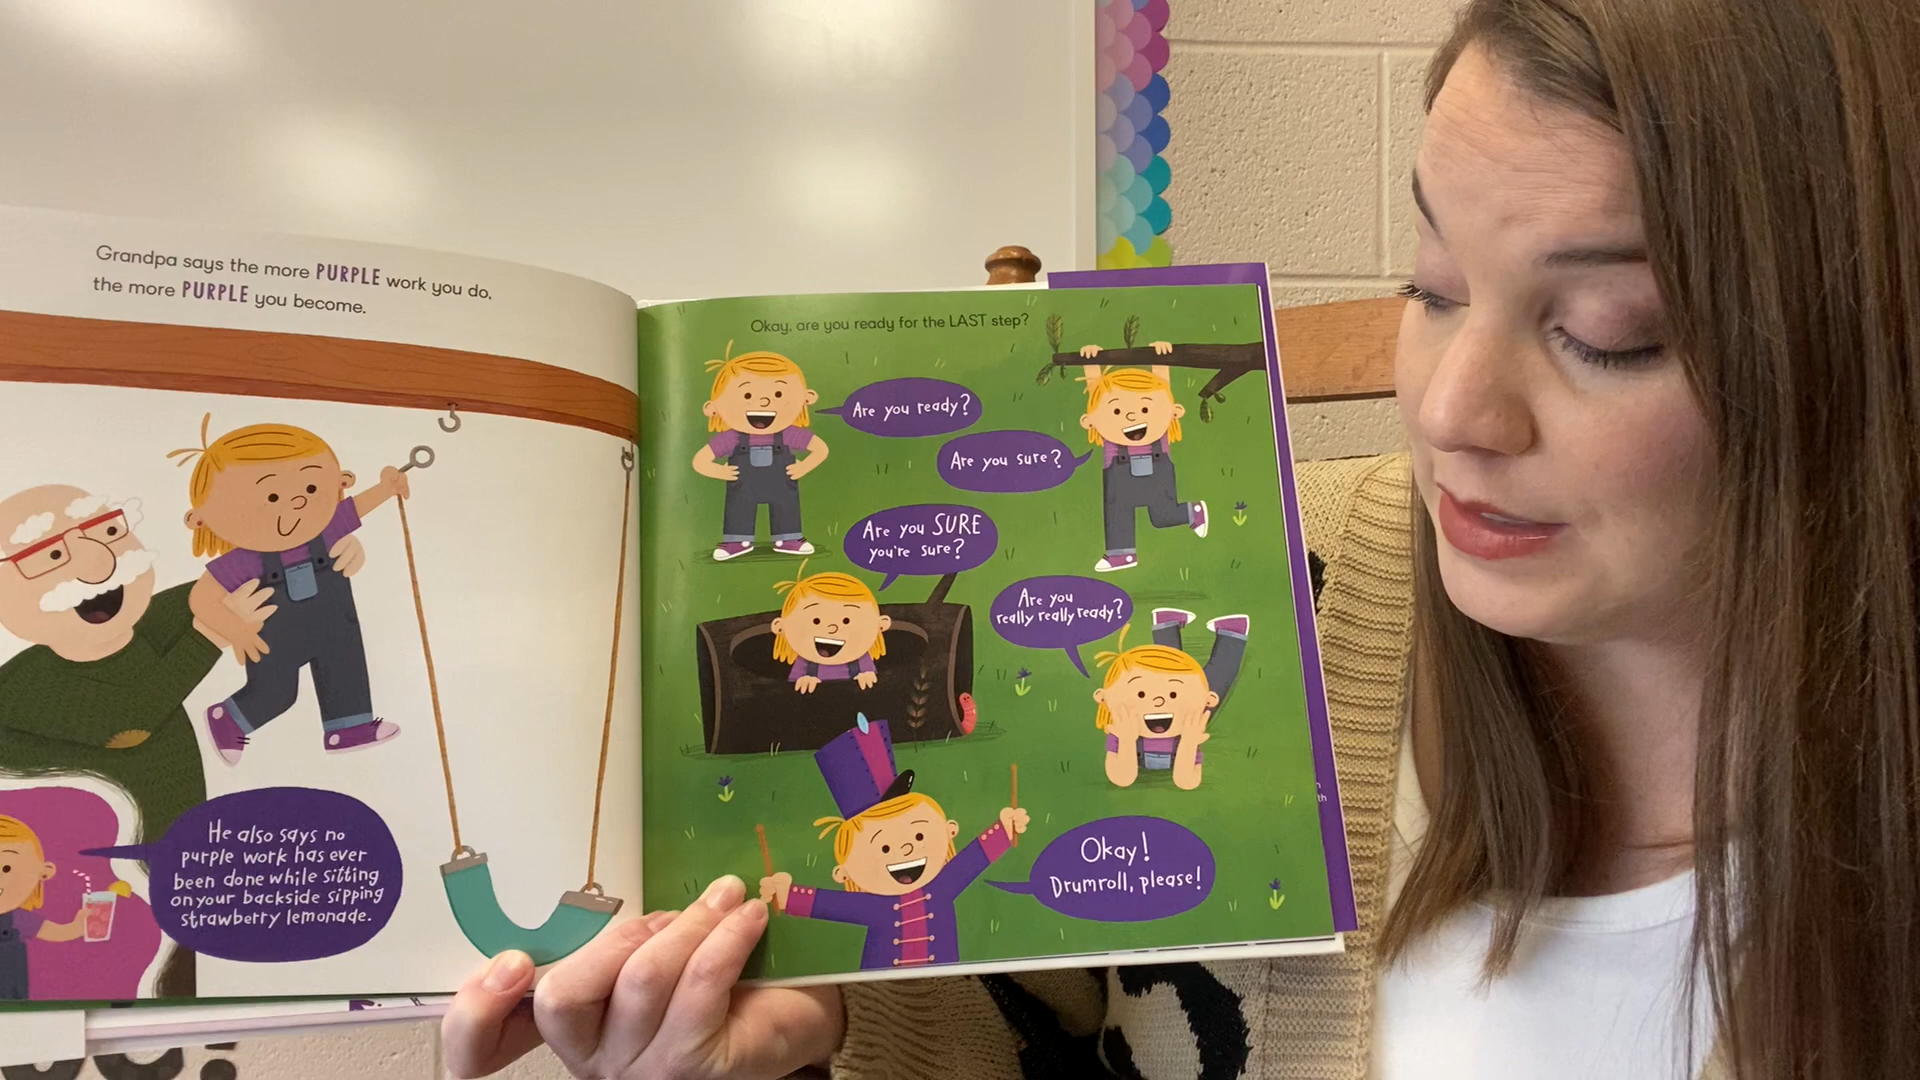 Grandpa says the more PURPLE work you do,
the more PURPLE you become.
He also says no
purple work has ever
been done while sitting
on your backside sipping
strawberry lemonade.
Okay, are you ready for the LAST step?
Are you ready?
Are you sure?
Are you SURE
you're sure?
Are you
really really ready?
Okay!
Drumroll, please!
th